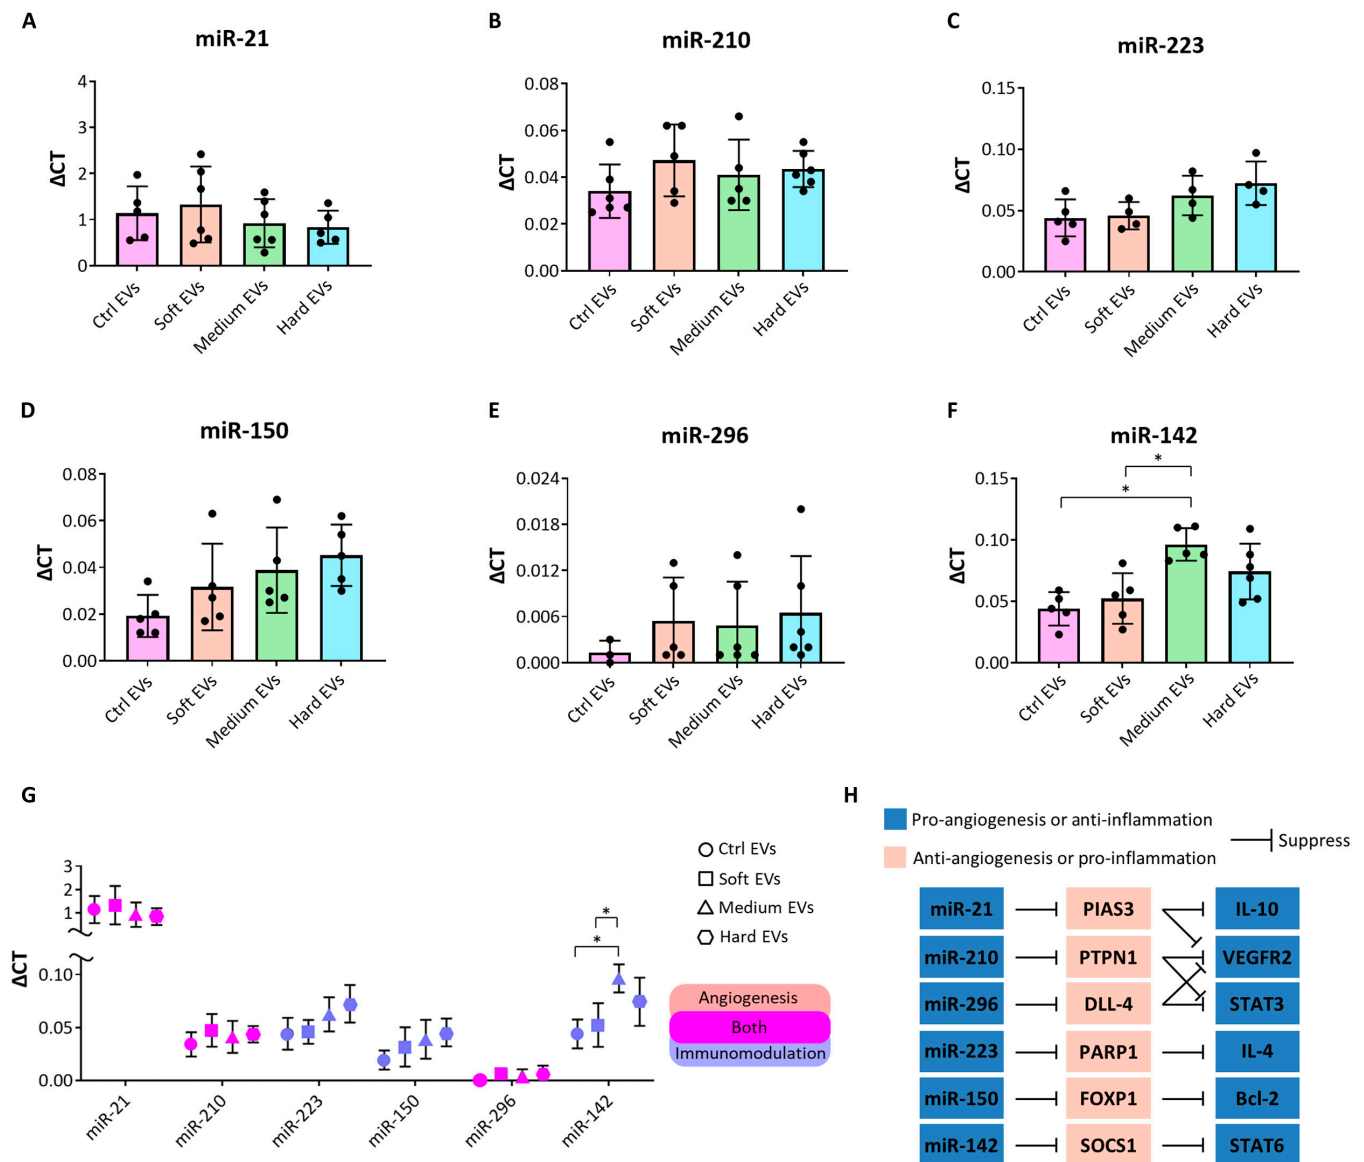 A
miR-21
ΔCT
4
3
2
1
0
Ctrl EVs
Soft EVs
Medium EVs
Hard EVs
B
miR-210
ΔCT
0.08
0.06
0.04
0.02
0.00
Ctrl EVs
Soft EVs
Medium EVs
Hard EVs
C
miR-223
ΔCT
0.15
0.10
0.05
0.00
Ctrl EVs
Soft EVs
Medium EVs
Hard EVs
D
miR-150
ΔCT
0.08
0.06
0.04
0.02
0.00
Ctrl EVs
Soft EVs
Medium EVs
Hard EVs
E
miR-296
ΔCT
0.024
0.018
0.012
0.006
0.000
Ctrl EVs
Soft EVs
Medium EVs
Hard EVs
F
miR-142
*
*
ΔCT
0.15
0.10
0.05
0.00
Ctrl EVs
Soft EVs
Medium EVs
Hard EVs
G
ΔCT
3
2
1
0.10
0.05
0.00
*
*
miR-21
miR-210
miR-223
miR-150
miR-296
miR-142
Ctrl EVs
Soft EVs
Medium EVs
Hard EVs
Angiogenesis
Both
Immunomodulation
H
Pro-angiogenesis or anti-inflammation
Anti-angiogenesis or pro-inflammation
Suppress
miR-21 PIAS3 IL-10
miR-210 PTPN1 VEGFR2
miR-296 DLL-4 STAT3
miR-223 PARP1 IL-4
miR-150 FOXP1 Bcl-2
miR-142 SOCS1 STAT6